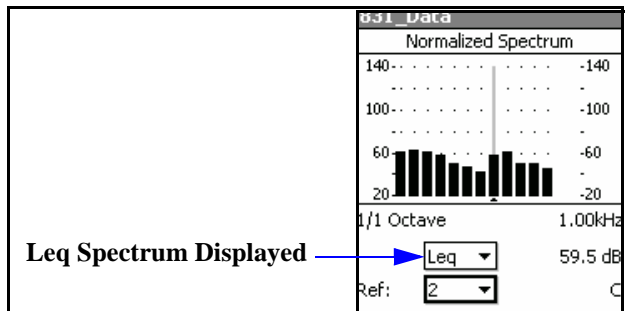 831_Data
Normalized Spectrum
140 -140
- -
100 -100
- -
60 -60
- -
20 -20
1/1 Octave 1.00kHz
Leq Spectrum Displayed Leq 59.5 dB
Ref: 2